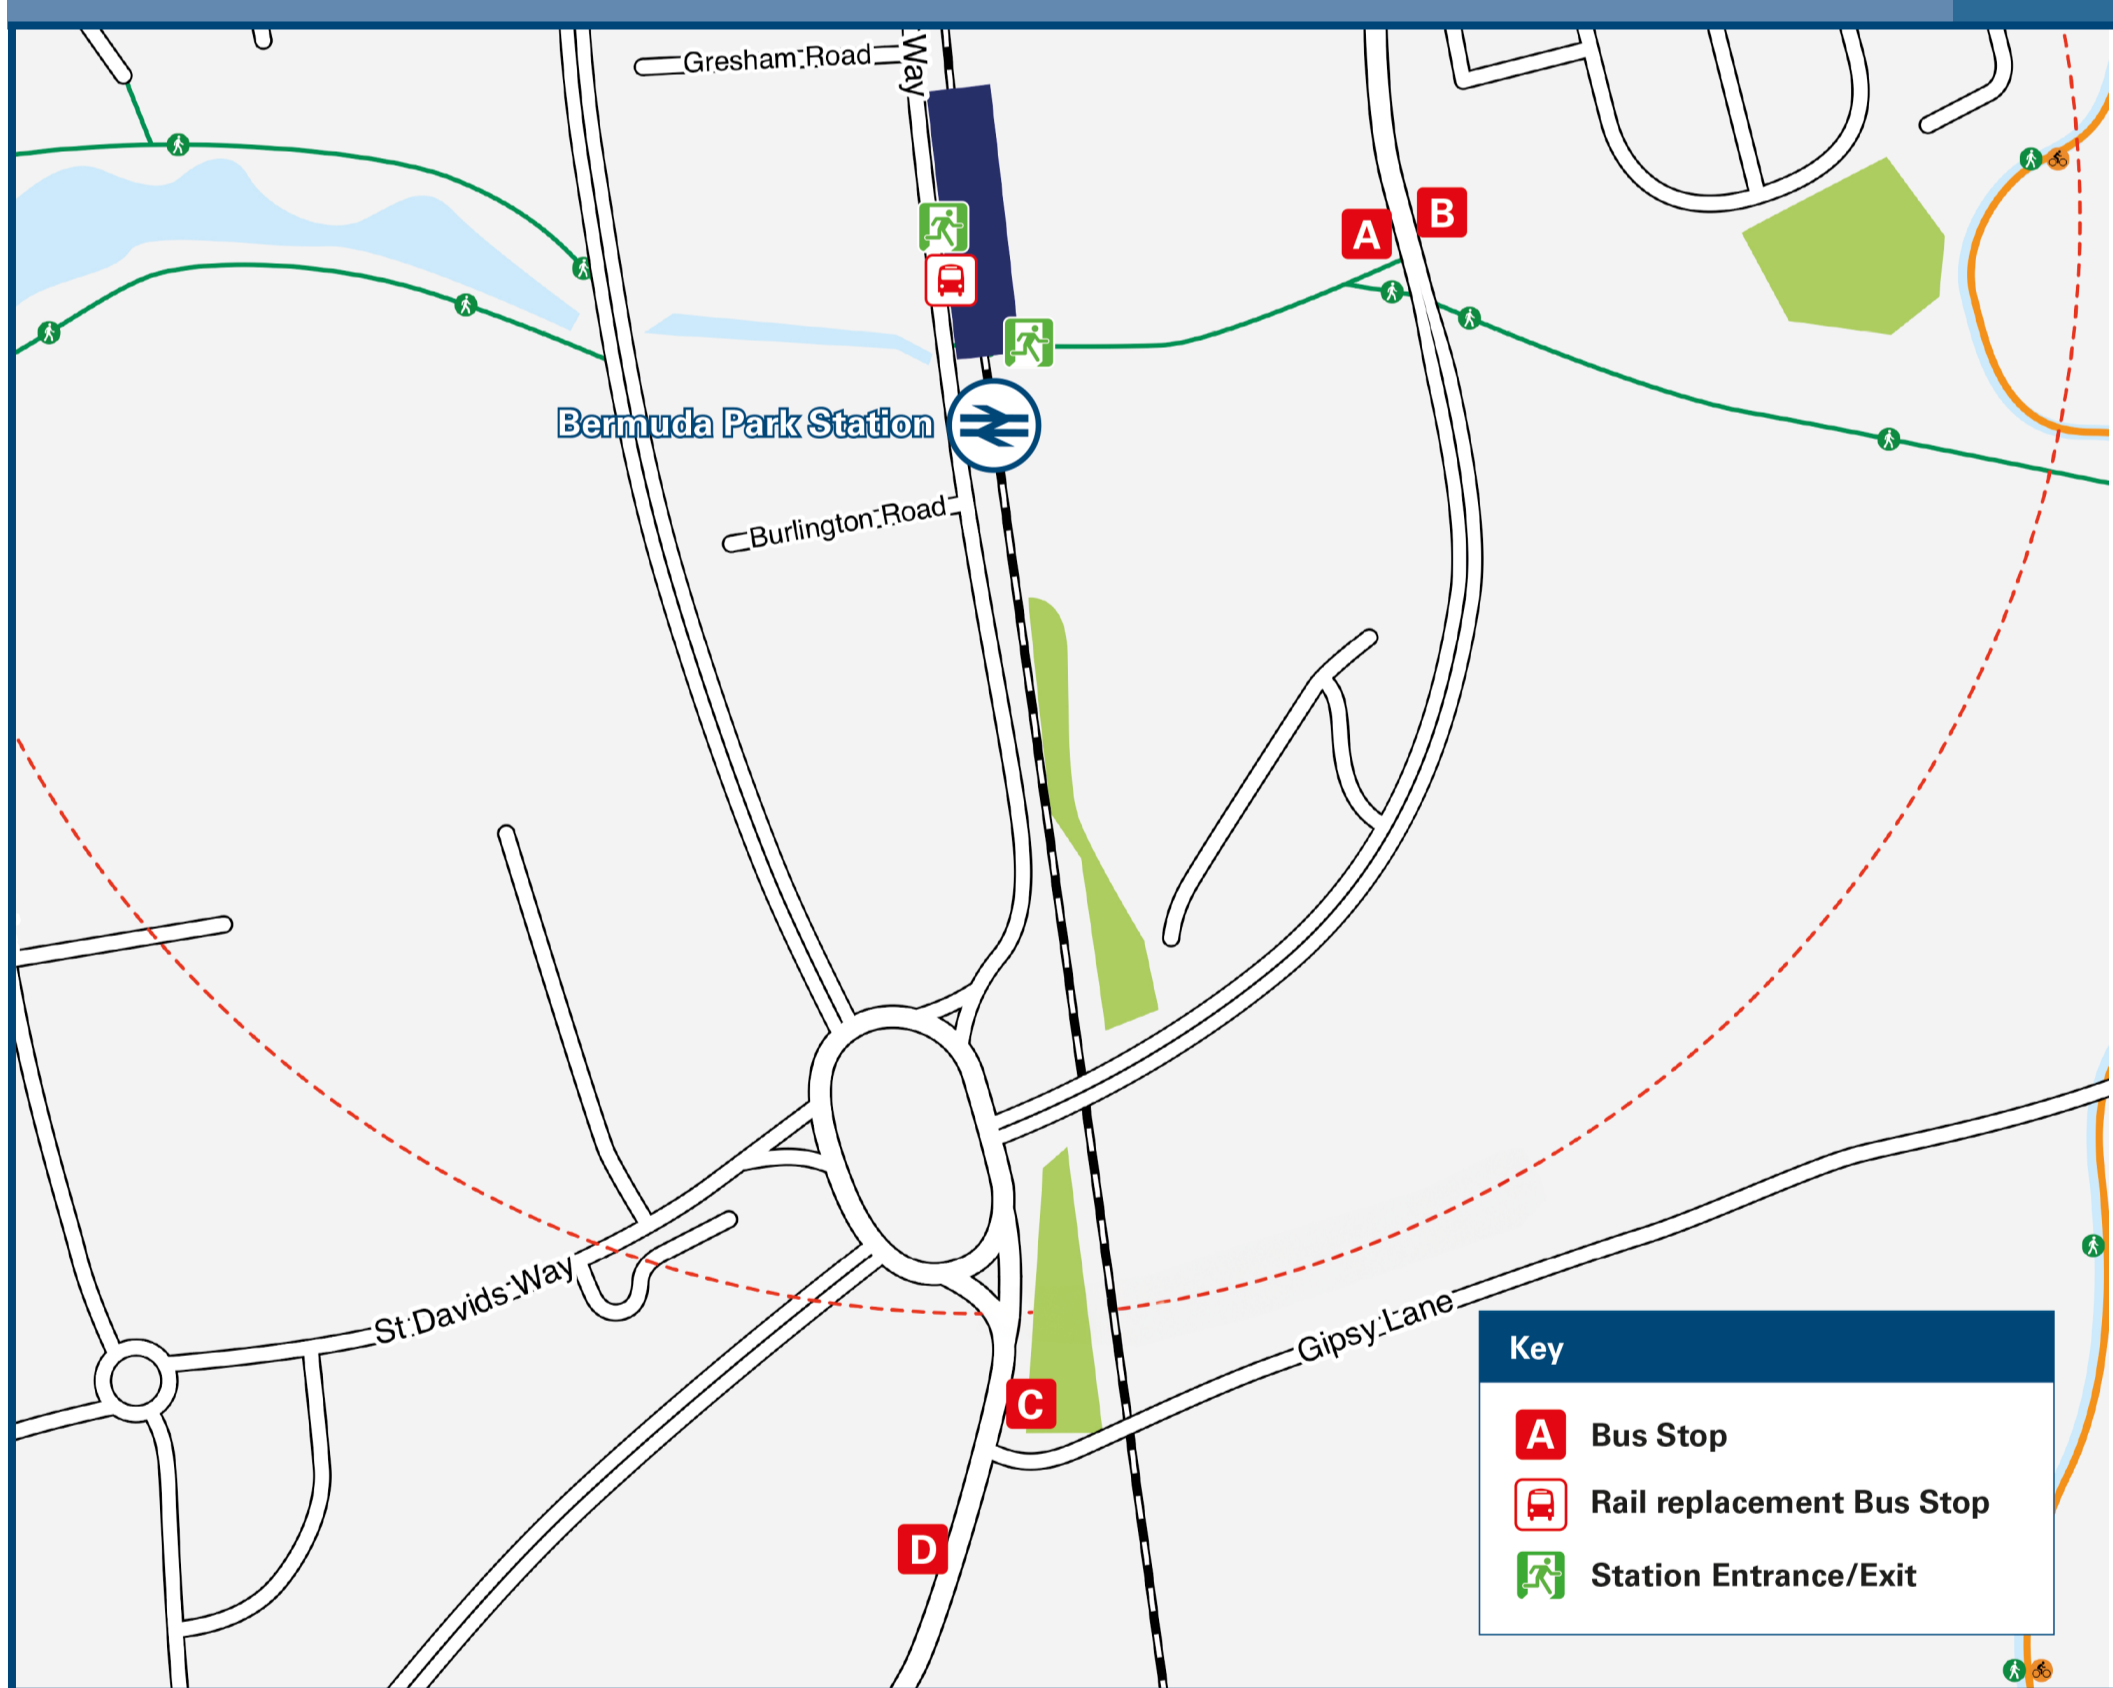 Gresham Road
Way
A
B
Bermuda Park Station
Burlington Road
St Davids Way
Gipsy Lane
C
D
Key
A Bus Stop
Rail replacement Bus Stop
Station Entrance/Exit